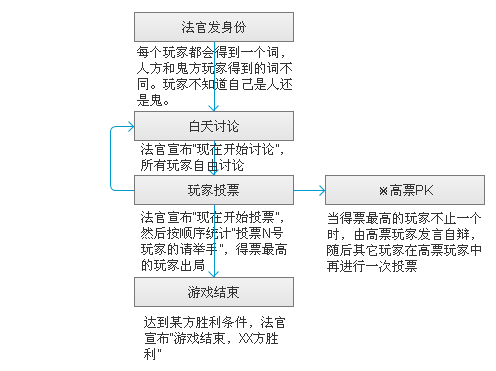 法官发身份
每个玩家都会得到一个词，
人方和鬼方玩家得到的词不
同。玩家不知道自己是人还
是鬼。
白天讨论
法官宣布“现在开始讨论”，
所有玩家自由讨论
玩家投票
※高票PK
法官宣布“现在开始投票”，
然后按顺序统计“投票N号
玩家的请举手”，得票最高
的玩家出局
当得票最高的玩家不止一个
时，由高票玩家发言自辩，
随后其它玩家在高票玩家中
再进行一次投票
游戏结束
达到某方胜利条件，法官
宣布“游戏结束，XX方胜
利”